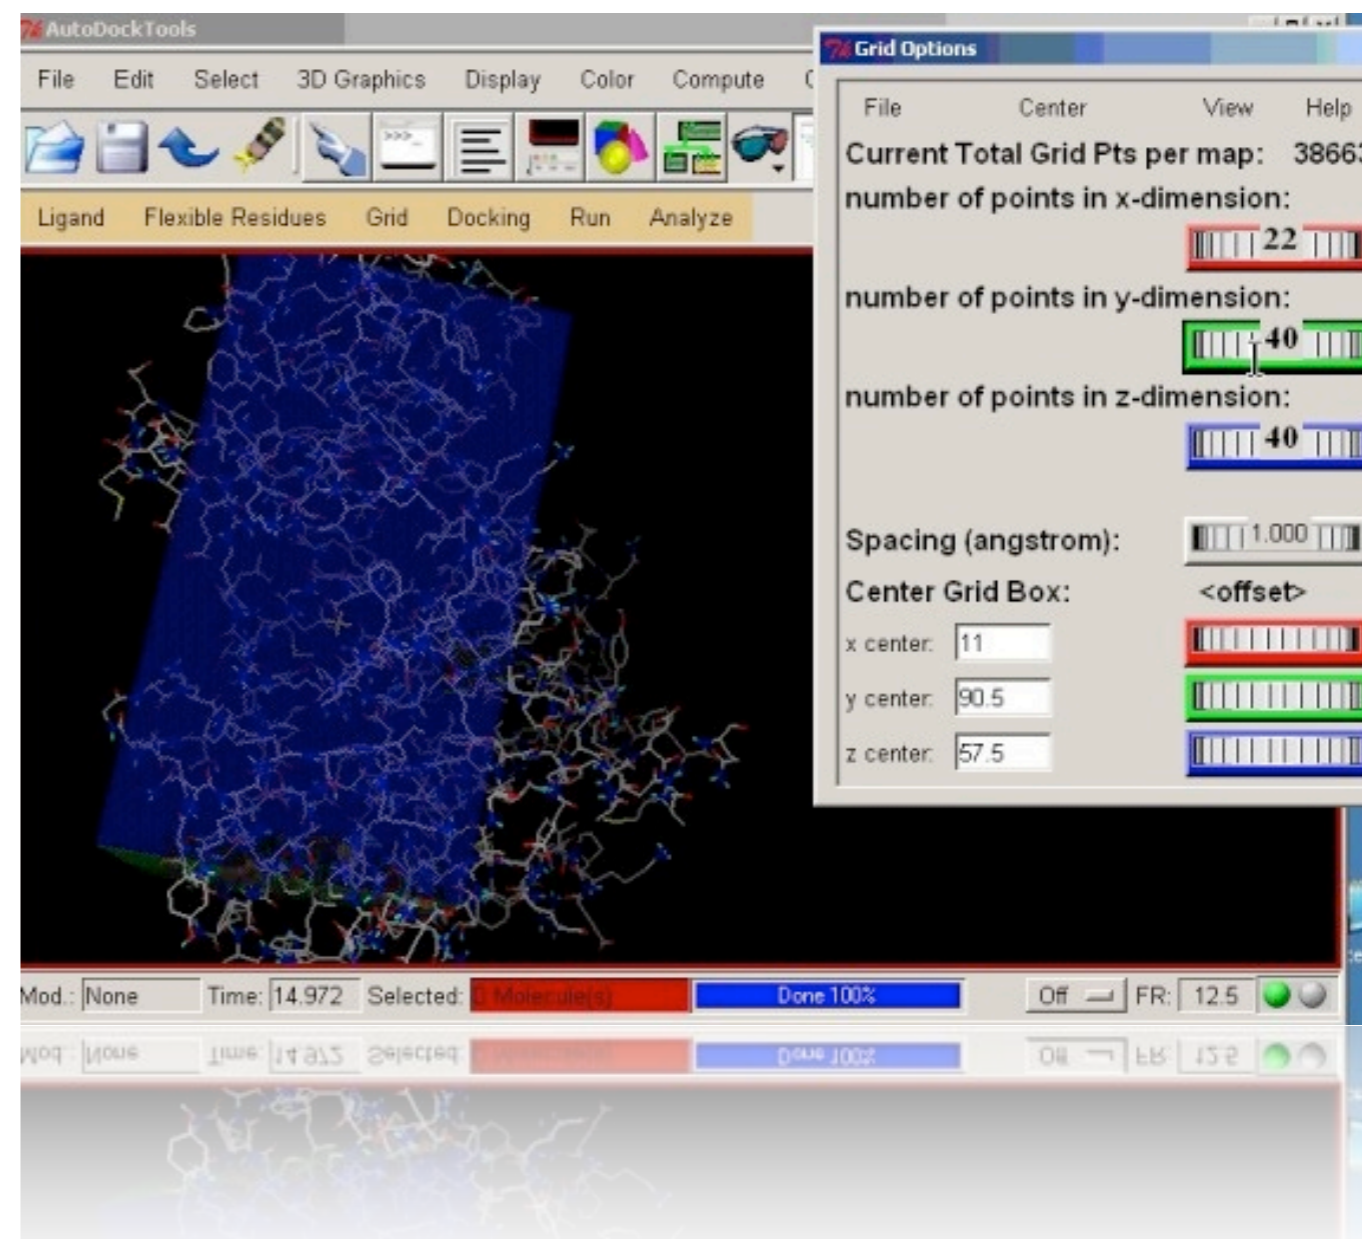 AutoDockTools
File Edit Select 3D Graphics Display Color Compute
Ligand Flexible Residues Grid Docking Run Analyze
Grid Options
File Center View Help
Current Total Grid Pts per map: 38663
number of points in x-dimension:
22
number of points in y-dimension:
40
number of points in z-dimension:
40
Spacing (angstrom): 1.000
Center Grid Box: <offset>
x center: 11
y center: 90.5
z center: 57.5
Mod.: None Time: 14.972 Selected: 0 Molecule(s) Done 100% Off FR: 12.5